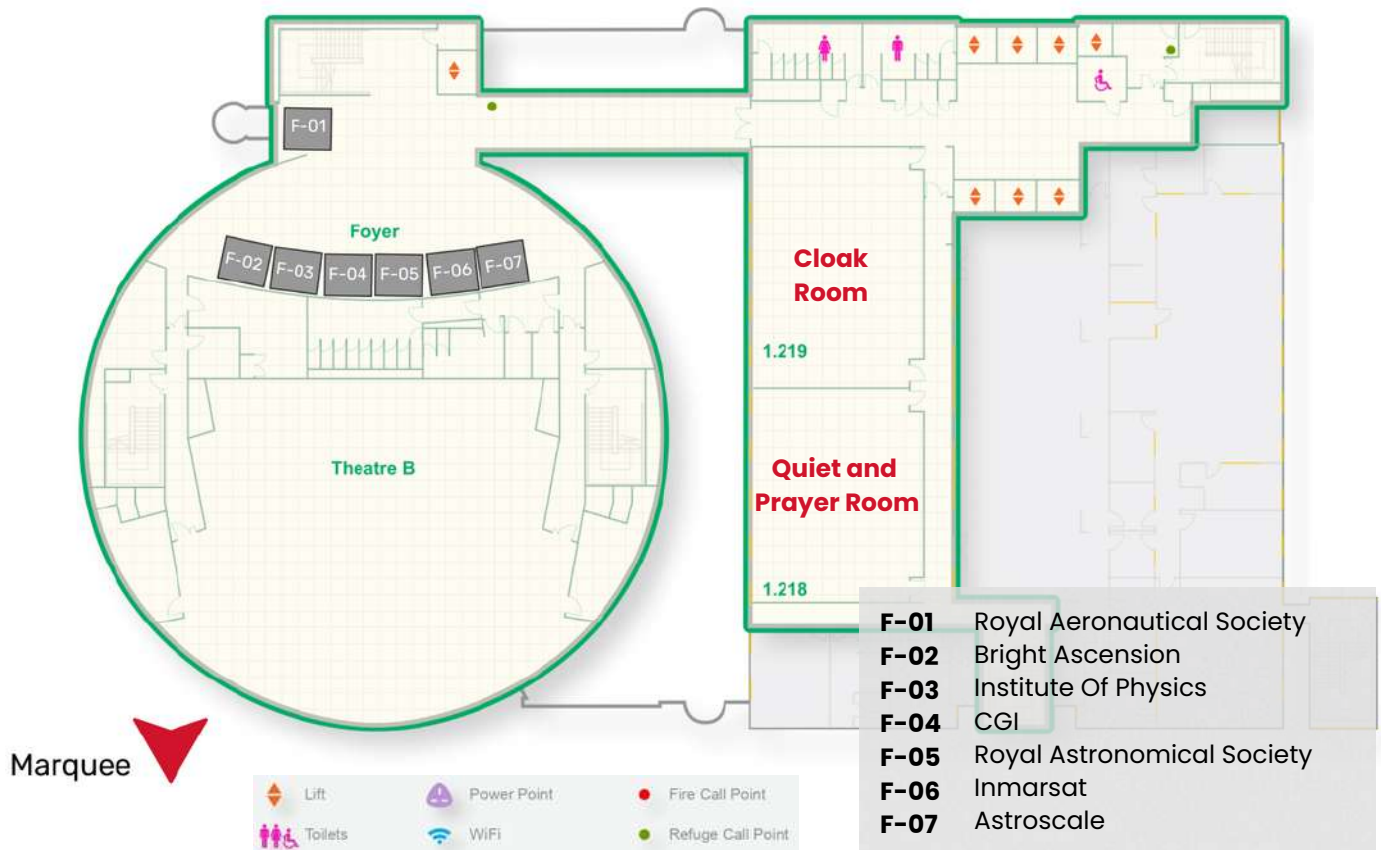 F-01
Foyer
F-02
F-03
F-04
F-05
F-06
F-07
Cloak
Room
1.219
Theatre B
Quiet and
Prayer Room
1.218
F-01 Royal Aeronautical Society
F-02 Bright Ascension
F-03 Institute Of Physics
F-04 CGI
F-05 Royal Astronomical Society
F-06 Inmarsat
F-07 Astroscale
Marquee
Lift
Power Point
Fire Call Point
Toilets
WiFi
Refuge Call Point